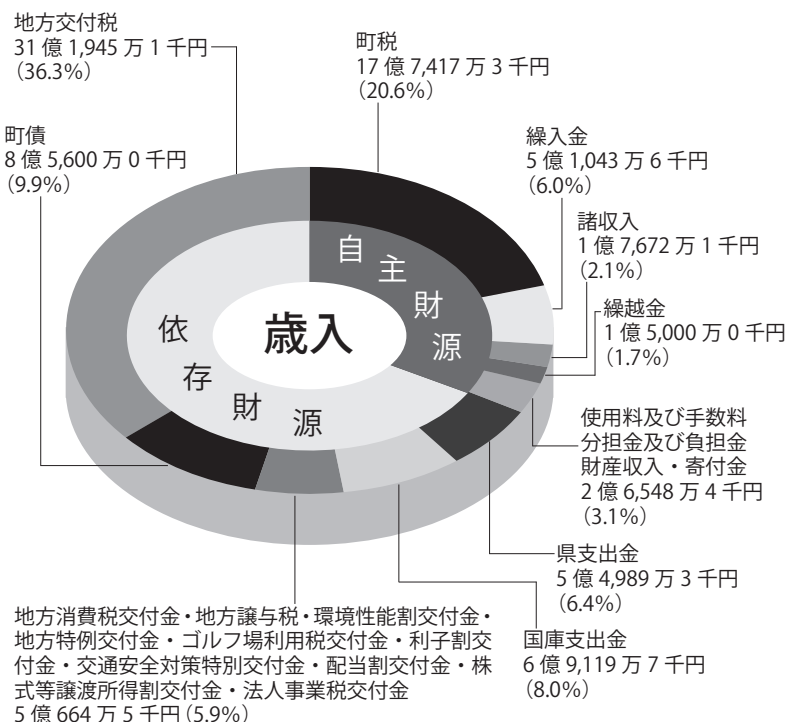 地方交付税
31 億 1,945 万 1 千円
(36.3%)
町税
17 億 7,417 万 3 千円
(20.6%)
町債
8 億 5,600 万 0 千円
(9.9%)
繰入金
5 億 1,043 万 6 千円
(6.0%)
諸収入
1 億 7,672 万 1 千円
(2.1%)
繰越金
1 億 5,000 万 0 千円
(1.7%)
自主財源
歳入
依存財源
使用料及び手数料
分担金及び負担金
財産収入・寄付金
2 億 6,548 万 4 千円
(3.1%)
県支出金
5 億 4,989 万 3 千円
(6.4%)
国庫支出金
6 億 9,119 万 7 千円
(8.0%)
地方消費税交付金・地方譲与税・環境性能割交付金・
地方特例交付金・ゴルフ場利用税交付金・利子割交
付金・交通安全対策特別交付金・配当割交付金・株
式等譲渡所得割交付金・法人事業税交付金
5 億 664 万 5 千円 (5.9%)